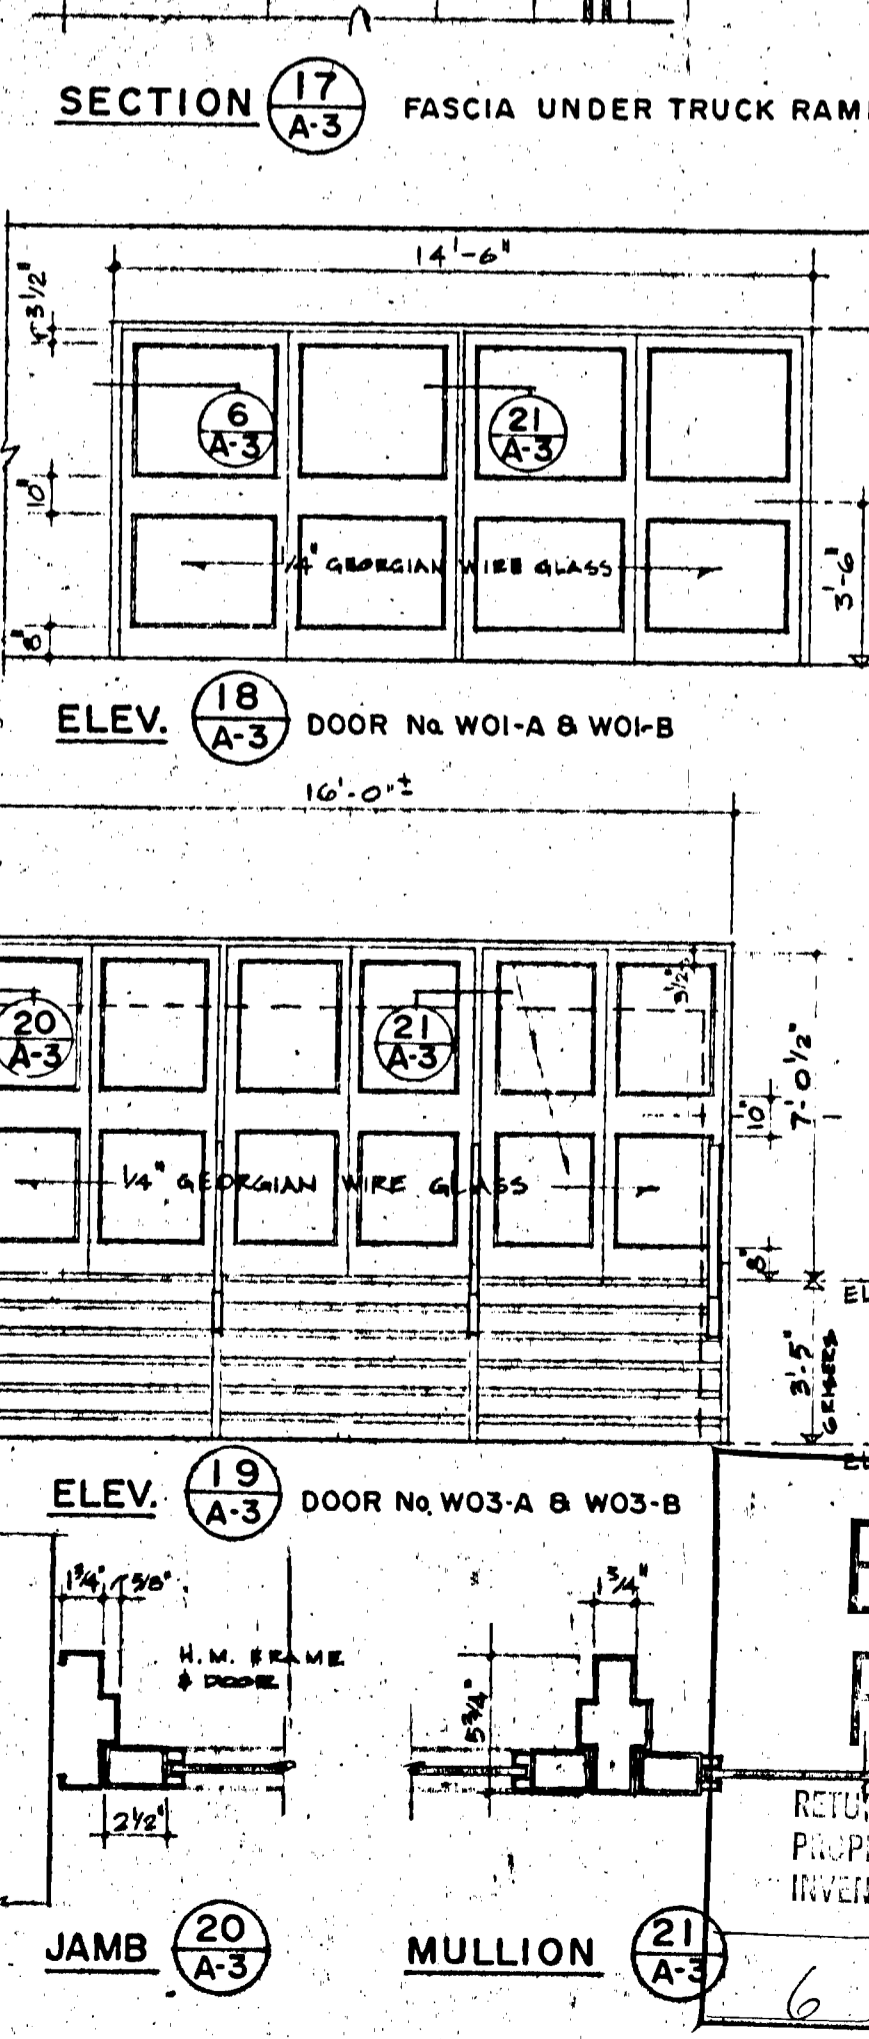 SECTION 17 A-3 FASCIA UNDER TRUCK
14'-6"
3 1/2"
6 A-3
21 A-3
10"
1/4" GEORGIAN WIRE GLASS
3'-6"
8"
ELEV. 18 A-3 DOOR No. W01-A & W01-B
16'-0"±
3 1/2"
20 A-3
21 A-3
7'-0 1/2"
10"
1/4" GEORGIAN WIRE GLASS
8"
3'-5"
6 RISERS
ELEV. 19 A-3 DOOR No. W03-A & W03-B
1 3/4" 5/8"
1 3/4"
H.M. FRAME
& DOOR
5 3/4"
2 1/2"
JAMB 20 A-3
MULLION 21 A-3
6